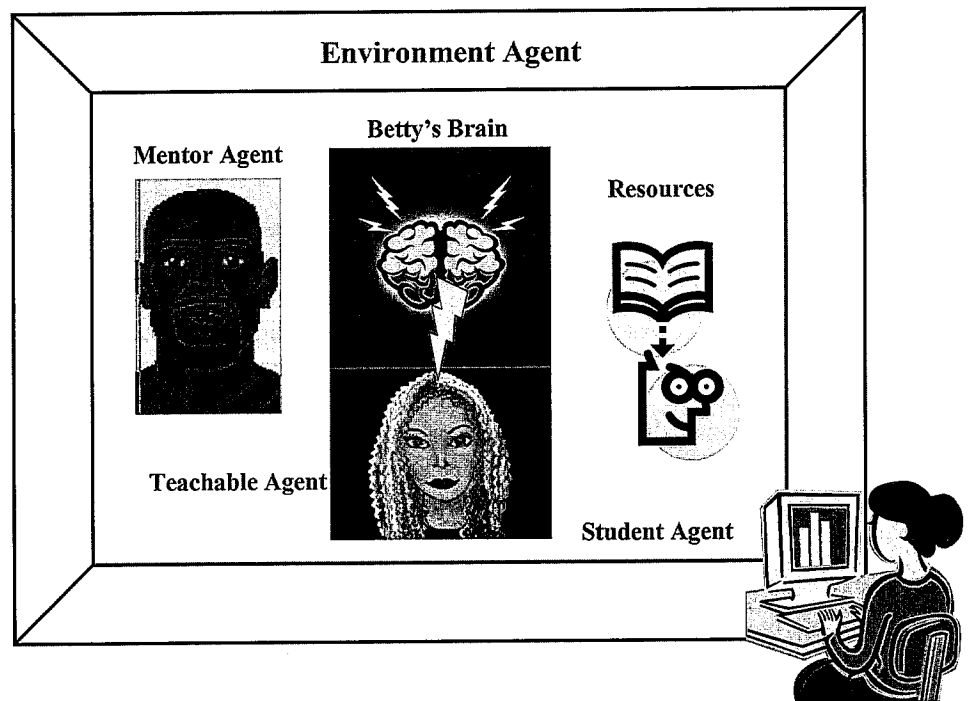 Environment Agent
Betty's Brain
Mentor Agent
Resources
Teachable Agent
Student Agent